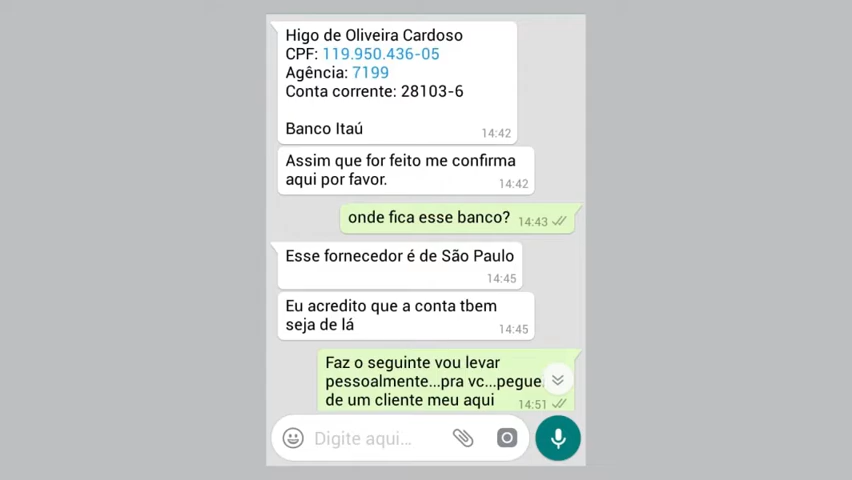 Higo de Oliveira Cardoso
CPF: 119.950.436-05
Agência: 7199
Conta corrente: 28103-6
Banco Itaú
14:42
Assim que for feito me confirma
aqui por favor.
14:42
onde fica esse banco? 14:43
Esse fornecedor é de São Paulo
14:45
Eu acredito que a conta tbem
seja de lá
14:45
Faz o seguinte vou levar
pessoalmente...pra vc...pegue
de um cliente meu aqui
14:51
Digite aqui...